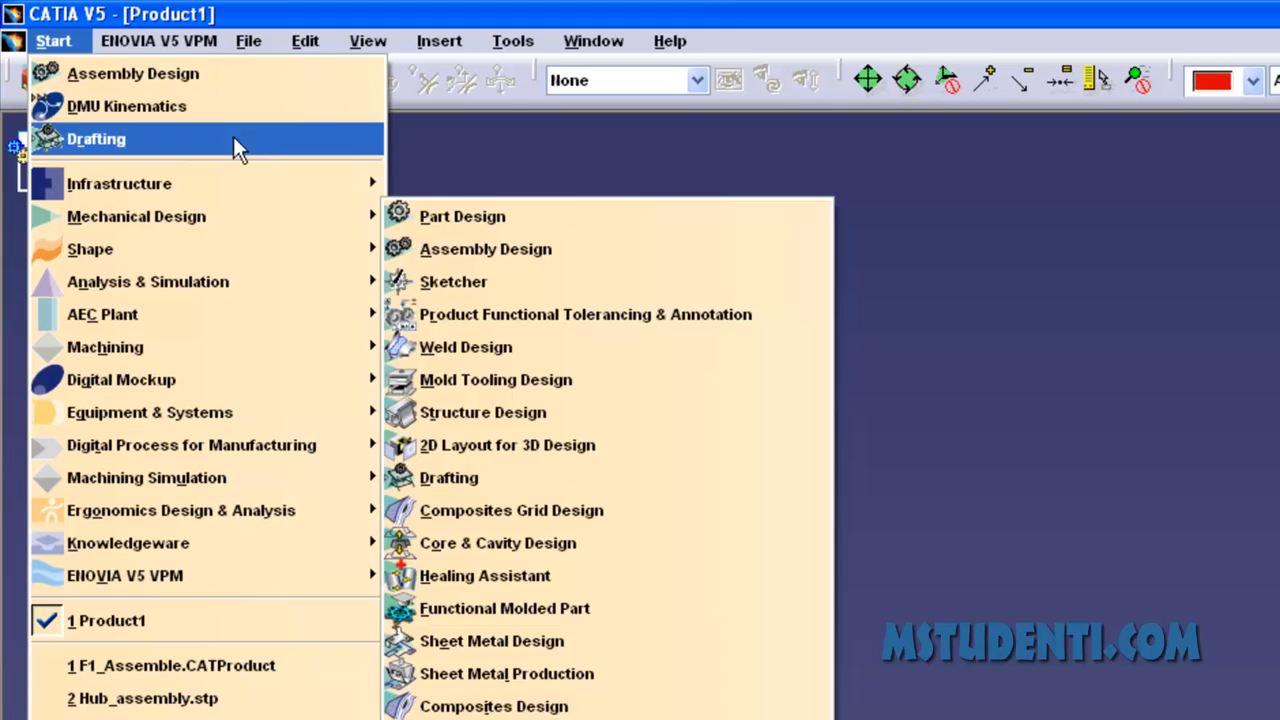 CATIA V5 - [Product1]
Start ENOVIA V5 VPM File Edit View Insert Tools Window Help
None
Assembly Design
DMU Kinematics
Drafting
Infrastructure
Mechanical Design
Shape
Analysis & Simulation
AEC Plant
Machining
Digital Mockup
Equipment & Systems
Digital Process for Manufacturing
Machining Simulation
Ergonomics Design & Analysis
Knowledgeware
ENOVIA V5 VPM
1 Product1
1 F1_Assemble.CATProduct
2 Hub_assembly.stp
Part Design
Assembly Design
Sketcher
Product Functional Tolerancing & Annotation
Weld Design
Mold Tooling Design
Structure Design
2D Layout for 3D Design
Drafting
Composites Grid Design
Core & Cavity Design
Healing Assistant
Functional Molded Part
Sheet Metal Design
Sheet Metal Production
Composites Design
MSTUDENTI.COM